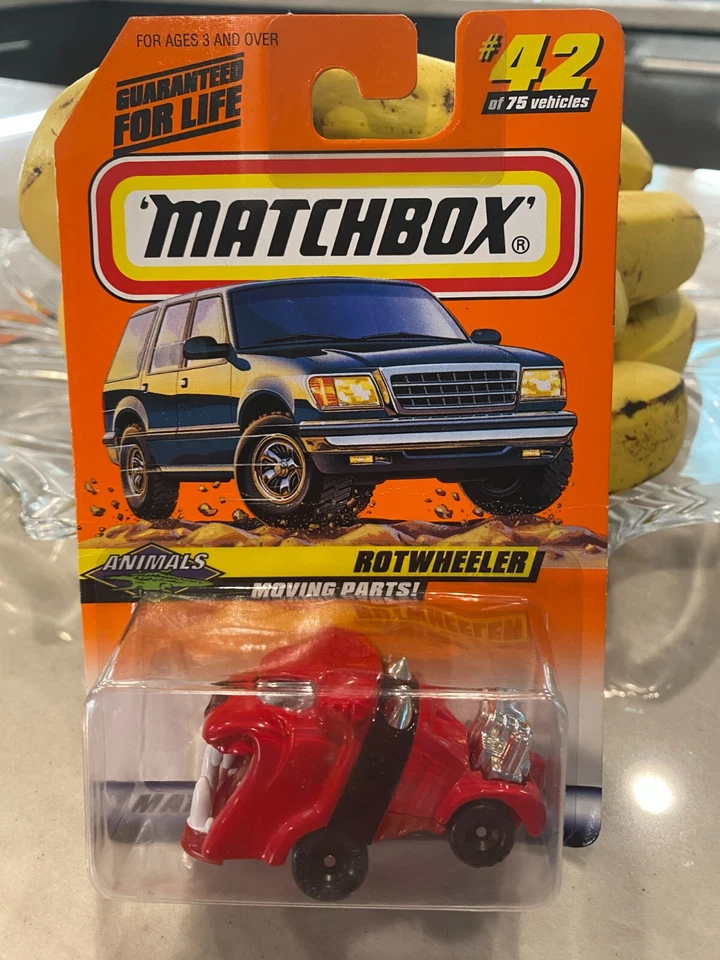 FOR AGES 3 AND OVER
GUARANTEED
FOR LIFE
#42
of 75 vehicles
'MATCHBOX'®
ANIMALS
ROTWHEELER
MOVING PARTS!